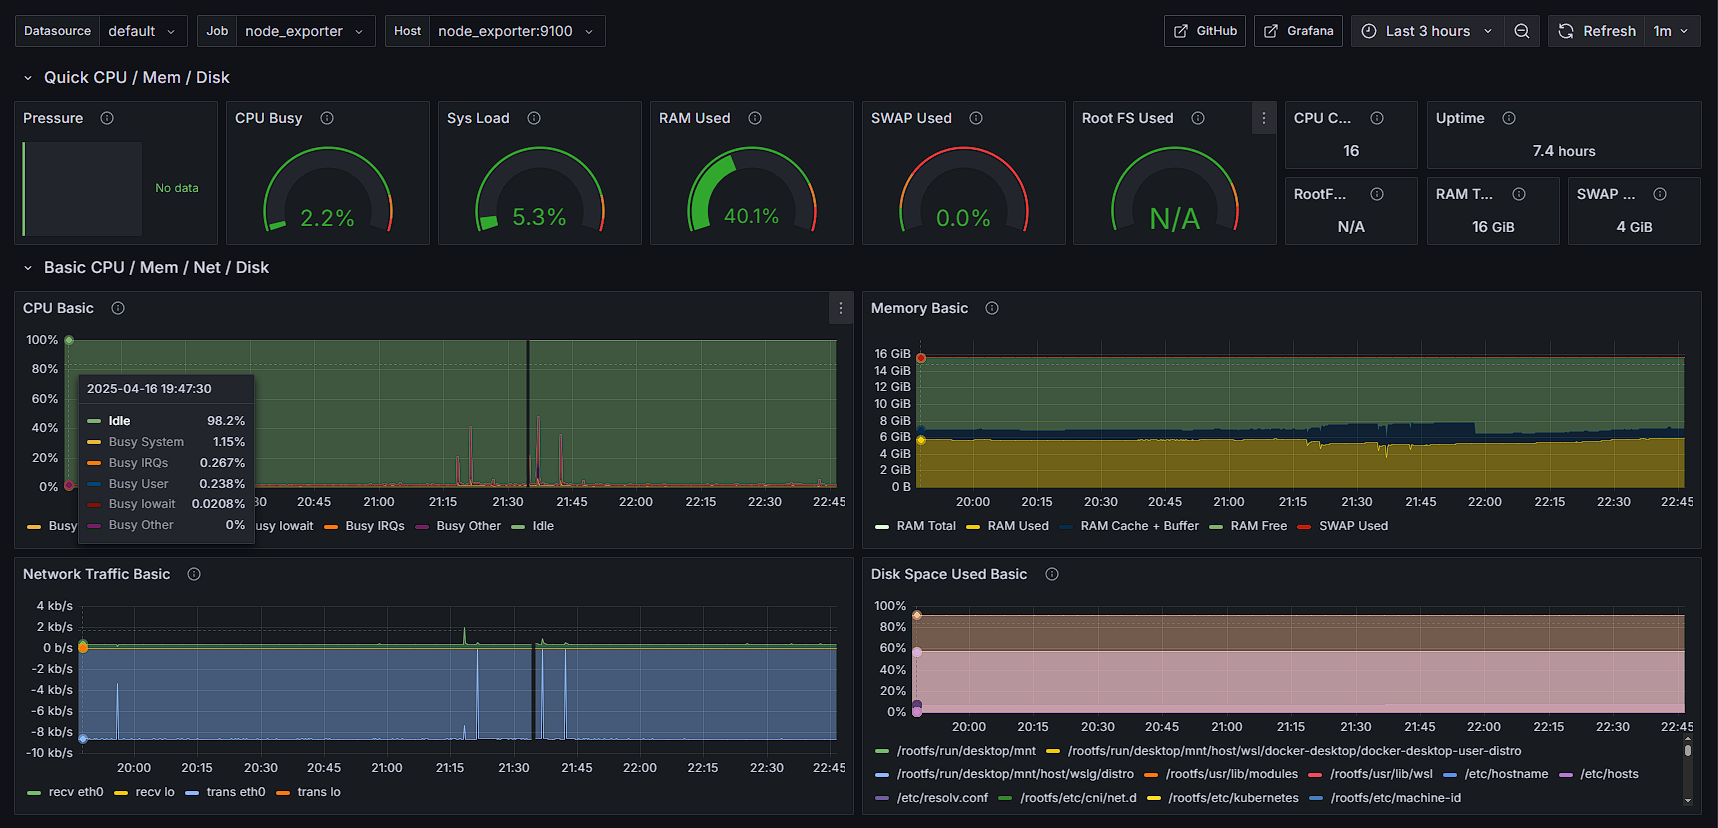 Datasource default Job node_exporter Host node_exporter:9100 GitHub Grafana Last 3 hours Refresh 1m
Quick CPU / Mem / Disk
Pressure CPU Busy Sys Load RAM Used SWAP Used Root FS Used CPU C... Uptime
16 7.4 hours
No data
RootF... RAM T... SWAP ...
2.2% 5.3% 40.1% 0.0% N/A
N/A 16 GiB 4 GiB
Basic CPU / Mem / Net / Disk
CPU Basic
100%
80%
60%
40%
20%
0%
2025-04-16 19:47:30
Idle 98.2%
Busy System 1.15%
Busy IRQs 0.267%
Busy User 0.238%
Busy Iowait 0.0208%
Busy Other 0%
:30 20:45 21:00 21:15 21:30 21:45 22:00 22:15 22:30 22:45
Busy usy Iowait Busy IRQs Busy Other Idle
Memory Basic
16 GiB
14 GiB
12 GiB
10 GiB
8 GiB
6 GiB
4 GiB
2 GiB
0 B
20:00 20:15 20:30 20:45 21:00 21:15 21:30 21:45 22:00 22:15 22:30 22:45
RAM Total RAM Used RAM Cache + Buffer RAM Free SWAP Used
Network Traffic Basic
4 kb/s
2 kb/s
0 b/s
-2 kb/s
-4 kb/s
-6 kb/s
-8 kb/s
-10 kb/s
20:00 20:15 20:30 20:45 21:00 21:15 21:30 21:45 22:00 22:15 22:30 22:45
recv eth0 recv lo trans eth0 trans lo
Disk Space Used Basic
100%
80%
60%
40%
20%
0%
20:00 20:15 20:30 20:45 21:00 21:15 21:30 21:45 22:00 22:15 22:30 22:45
/rootfs/run/desktop/mnt /rootfs/run/desktop/mnt/host/wsl/docker-desktop/docker-desktop-user-distro
/rootfs/run/desktop/mnt/host/wslg/distro /rootfs/usr/lib/modules /rootfs/usr/lib/wsl /etc/hostname /etc/hosts
/etc/resolv.conf /rootfs/etc/cni/net.d /rootfs/etc/kubernetes /rootfs/etc/machine-id